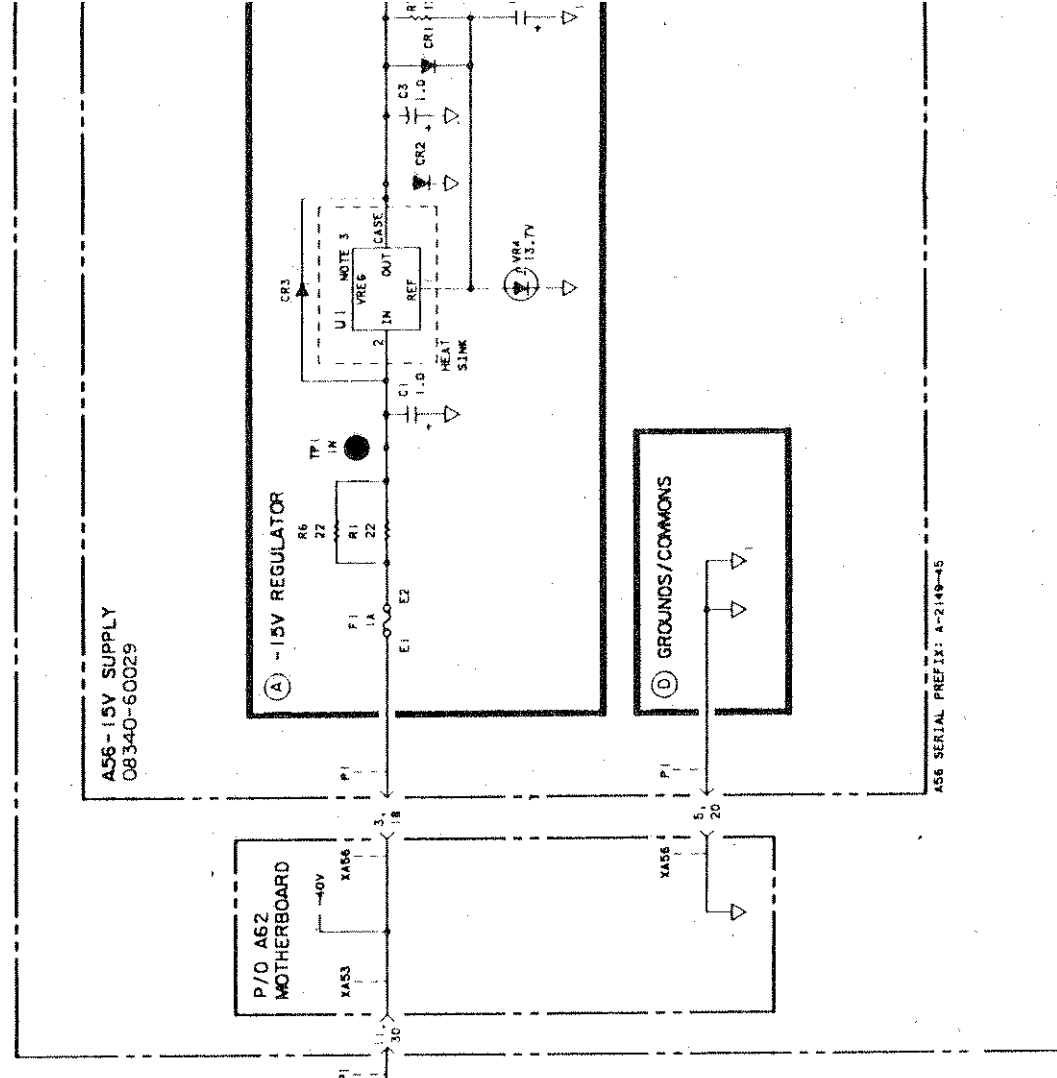 A56-15V SUPPLY
08340-60029
A -15V REGULATOR
P1
3,
18
E1
F1
1A
E2
R6
22
R1
22
TP1
IN
C1
1.0
HEAT
SINK
CR3
U1
NOTE 3
VREG
2
IN
OUT
REF
CASE
CR2
C3
1.0
CR1
VR4
13.7V
D GROUNDS/COMMONS
P1
5,
20
A56 SERIAL PREFIX: A-2149-45
P/O A62
MOTHERBOARD
-40V
XA53
XA56
XA56
11,
30
P1